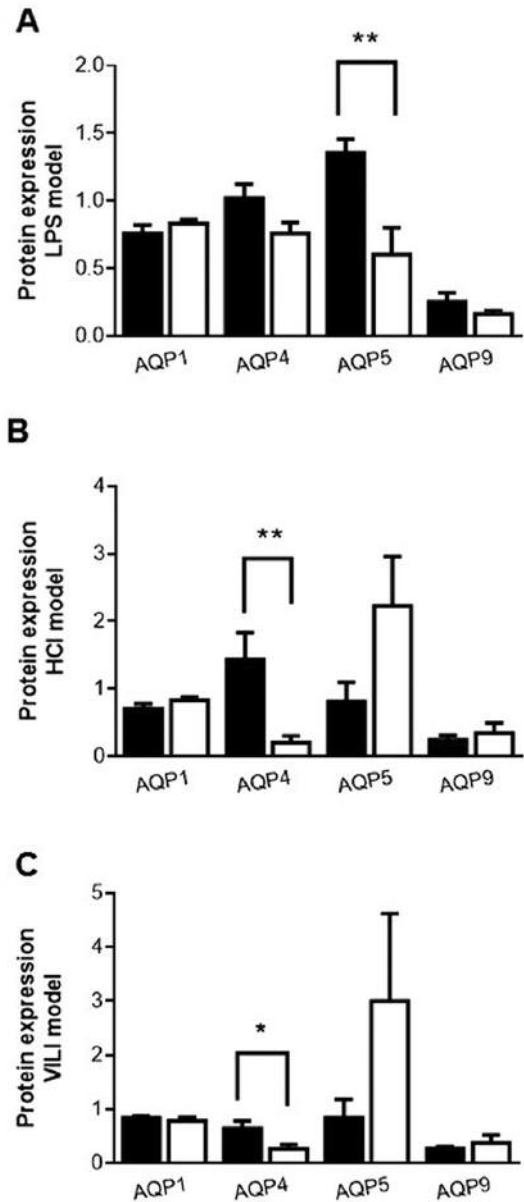 A
Protein expression
LPS model
2.0
1.5
1.0
0.5
0.0
**
AQP1 AQP4 AQP5 AQP9
B
Protein expression
HCl model
4
3
2
1
0
**
AQP1 AQP4 AQP5 AQP9
C
Protein expression
VILI model
5
4
3
2
1
0
*
AQP1 AQP4 AQP5 AQP9